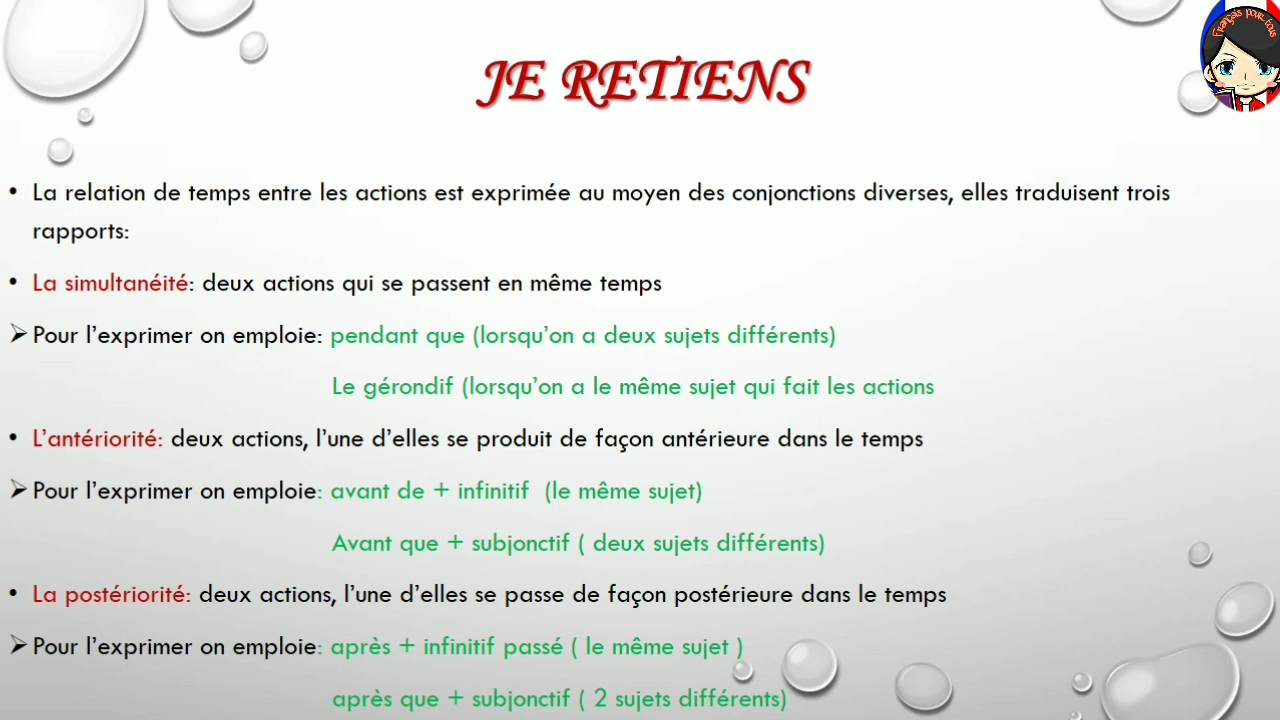 Français pour tous
JE RETIENS
• La relation de temps entre les actions est exprimée au moyen des conjonctions diverses, elles traduisent trois
rapports:
• La simultanéité: deux actions qui se passent en même temps
➢ Pour l'exprimer on emploie: pendant que (lorsqu'on a deux sujets différents)
Le gérondif (lorsqu'on a le même sujet qui fait les actions
• L'antériorité: deux actions, l'une d'elles se produit de façon antérieure dans le temps
➢ Pour l'exprimer on emploie: avant de + infinitif (le même sujet)
Avant que + subjonctif ( deux sujets différents)
• La postériorité: deux actions, l'une d'elles se passe de façon postérieure dans le temps
➢ Pour l'exprimer on emploie: après + infinitif passé ( le même sujet )
après que + subjonctif ( 2 sujets différents)